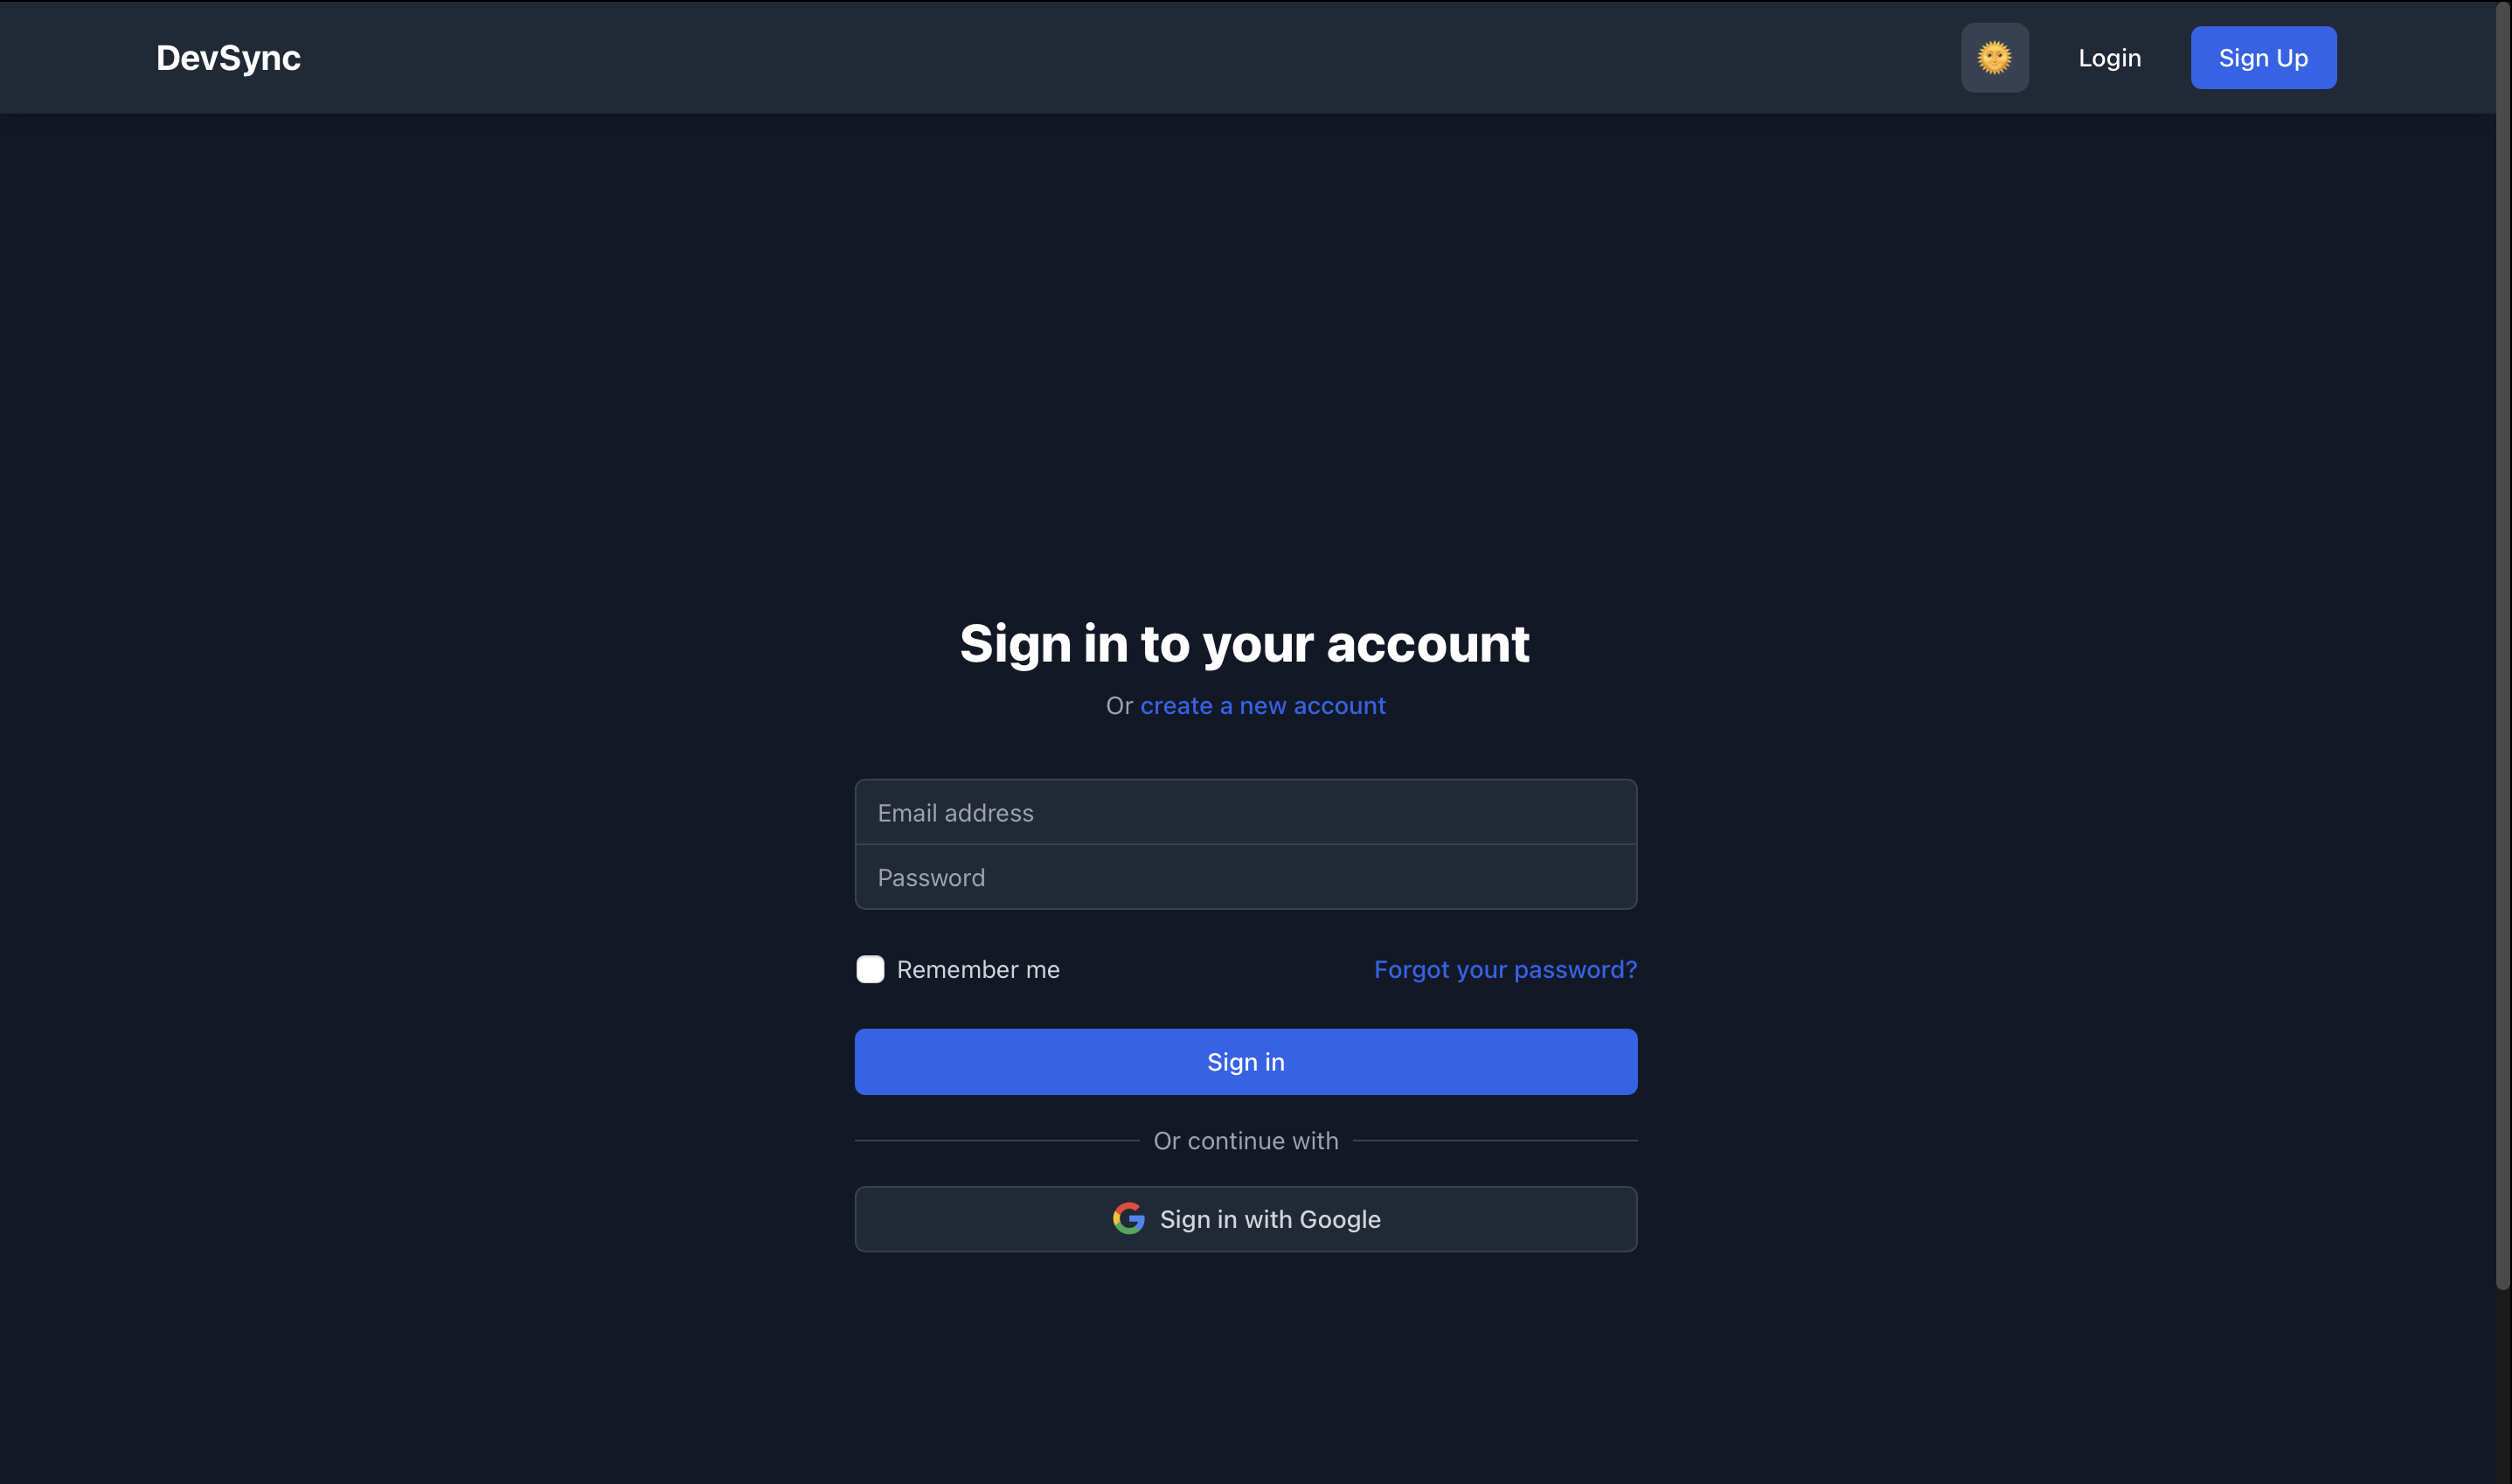 DevSync
Login
Sign Up
Sign in to your account
Or create a new account
Email address
Password
Remember me
Forgot your password?
Sign in
Or continue with
Sign in with Google